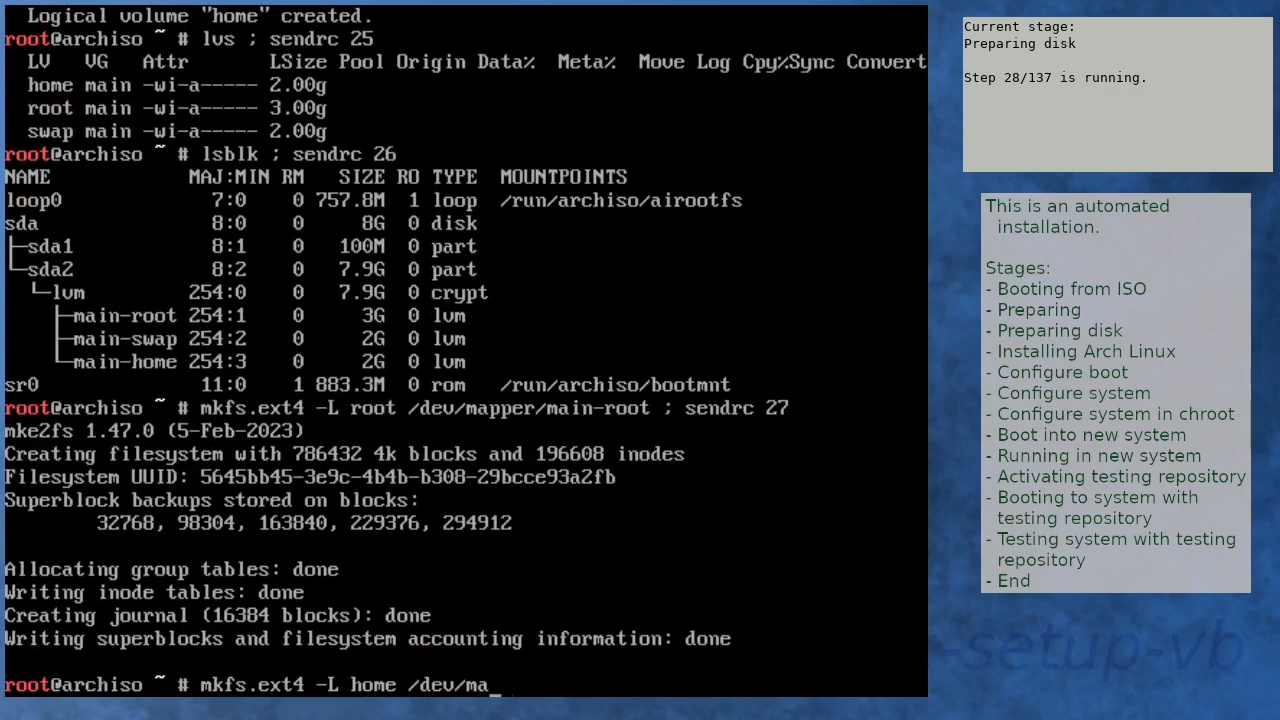 Logical volume "home" created.
root@archiso ~ # lvs ; sendrc 25
  LV   VG   Attr       LSize Pool Origin Data%  Meta%  Move Log Cpy%Sync Convert
  home main -wi-a----- 2.00g
  root main -wi-a----- 3.00g
  swap main -wi-a----- 2.00g
root@archiso ~ # lsblk ; sendrc 26
NAME            MAJ:MIN RM   SIZE RO TYPE  MOUNTPOINTS
loop0             7:0    0 757.8M  1 loop  /run/archiso/airootfs
sda               8:0    0     8G  0 disk
├─sda1            8:1    0   100M  0 part
└─sda2            8:2    0   7.9G  0 part
  └─lvm         254:0    0   7.9G  0 crypt
    ├─main-root 254:1    0     3G  0 lvm
    ├─main-swap 254:2    0     2G  0 lvm
    └─main-home 254:3    0     2G  0 lvm
sr0              11:0    1 883.3M  0 rom   /run/archiso/bootmnt
root@archiso ~ # mkfs.ext4 -L root /dev/mapper/main-root ; sendrc 27
mke2fs 1.47.0 (5-Feb-2023)
Creating filesystem with 786432 4k blocks and 196608 inodes
Filesystem UUID: 5645bb45-3e9c-4b4b-b308-29bcce93a2fb
Superblock backups stored on blocks:
        32768, 98304, 163840, 229376, 294912

Allocating group tables: done
Writing inode tables: done
Creating journal (16384 blocks): done
Writing superblocks and filesystem accounting information: done

root@archiso ~ # mkfs.ext4 -L home /dev/ma_
Current stage:
Preparing disk

Step 28/137 is running.
This is an automated
installation.

Stages:
- Booting from ISO
- Preparing
- Preparing disk
- Installing Arch Linux
- Configure boot
- Configure system
- Configure system in chroot
- Boot into new system
- Running in new system
- Activating testing repository
- Booting to system with
testing repository
- Testing system with testing
repository
- End
-setup-vb